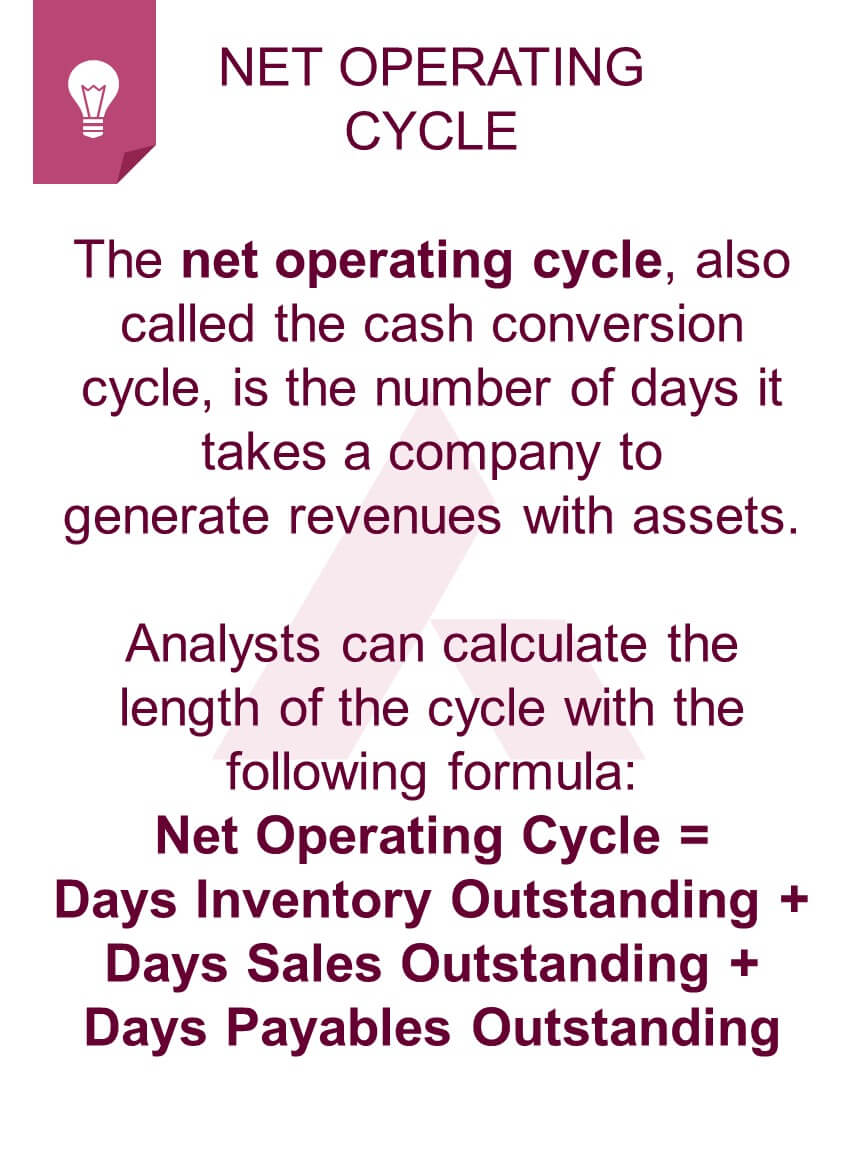 NET OPERATING
CYCLE
The net operating cycle, also
called the cash conversion
cycle, is the number of days it
takes a company to
generate revenues with assets.
Analysts can calculate the
length of the cycle with the
following formula:
Net Operating Cycle =
Days Inventory Outstanding +
Days Sales Outstanding +
Days Payables Outstanding